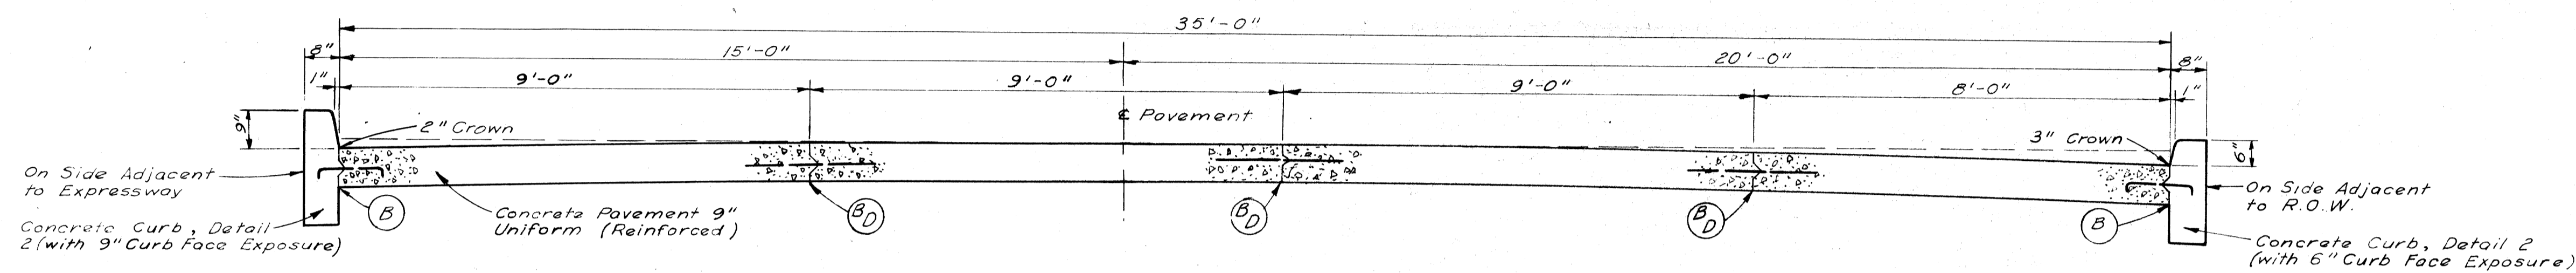 35'-0"
8"
15'-0"
20'-0"
8"
1"
9'-0"
9'-0"
9'-0"
8'-0"
1"
9"
2" Crown
℄ Pavement
3" Crown
6"
On Side Adjacent
to Expressway
On Side Adjacent
to R.O.W.
B
Concrete Pavement 9"
Uniform (Reinforced)
BD
BD
BD
B
Concrete Curb, Detail
2 (with 9" Curb Face Exposure)
Concrete Curb, Detail 2
(with 6" Curb Face Exposure)